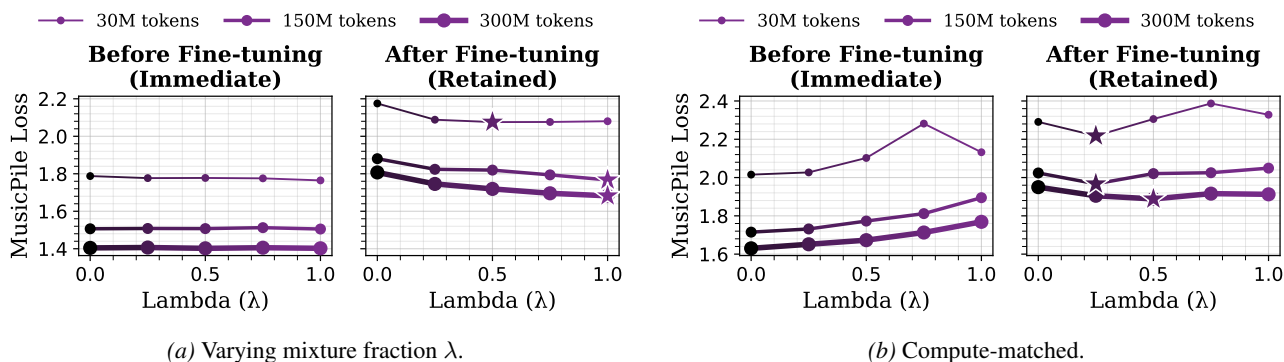 30M tokens 150M tokens 300M tokens
Before Fine-tuning
(Immediate)
After Fine-tuning
(Retained)
MusicPile Loss
2.2
2.0
1.8
1.6
1.4
0.0 0.5 1.0
Lambda (λ)
0.0 0.5 1.0
Lambda (λ)
(a) Varying mixture fraction λ.
30M tokens 150M tokens 300M tokens
Before Fine-tuning
(Immediate)
After Fine-tuning
(Retained)
MusicPile Loss
2.4
2.2
2.0
1.8
1.6
0.0 0.5 1.0
Lambda (λ)
0.0 0.5 1.0
Lambda (λ)
(b) Compute-matched.